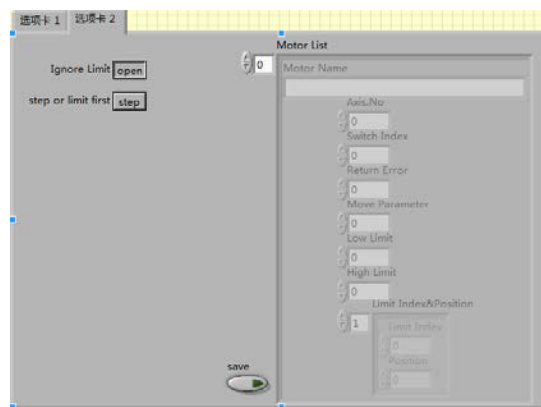 选项卡 1 选项卡 2
Motor List
Ignore Limit open
0
Motor Name
step or limit first step
Axis.No
0
Switch Index
0
Return Error
0
Move Parameter
0
Low Limit
0
High Limit
0
Limit Index&Position
1
Limit Index
0
Position
0
save